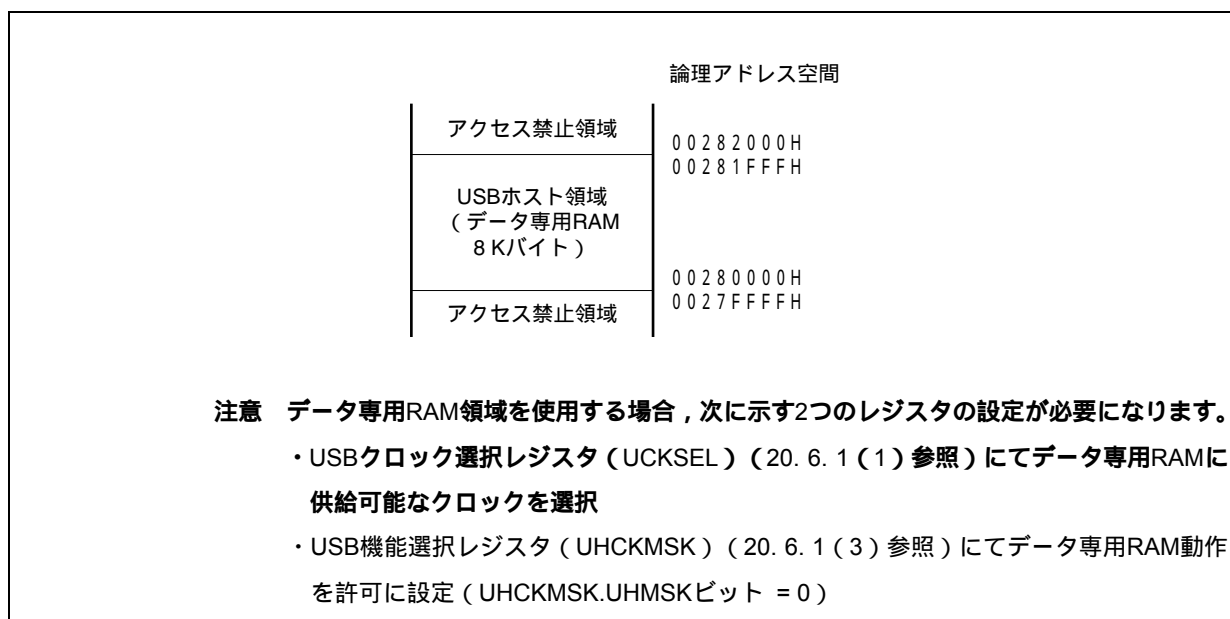 論理アドレス空間
アクセス禁止領域
00282000H
00281FFFH
USBホスト領域
（データ専用RAM
8 Kバイト）
00280000H
0027FFFFH
アクセス禁止領域
注意 データ専用RAM領域を使用する場合，次に示す2つのレジスタの設定が必要になります。
・USBクロック選択レジスタ（UCKSEL）（20. 6. 1（1）参照）にてデータ専用RAMに
供給可能なクロックを選択
・USB機能選択レジスタ（UHCKMSK）（20. 6. 1（3）参照）にてデータ専用RAM動作
を許可に設定（UHCKMSK.UHMSKビット = 0）